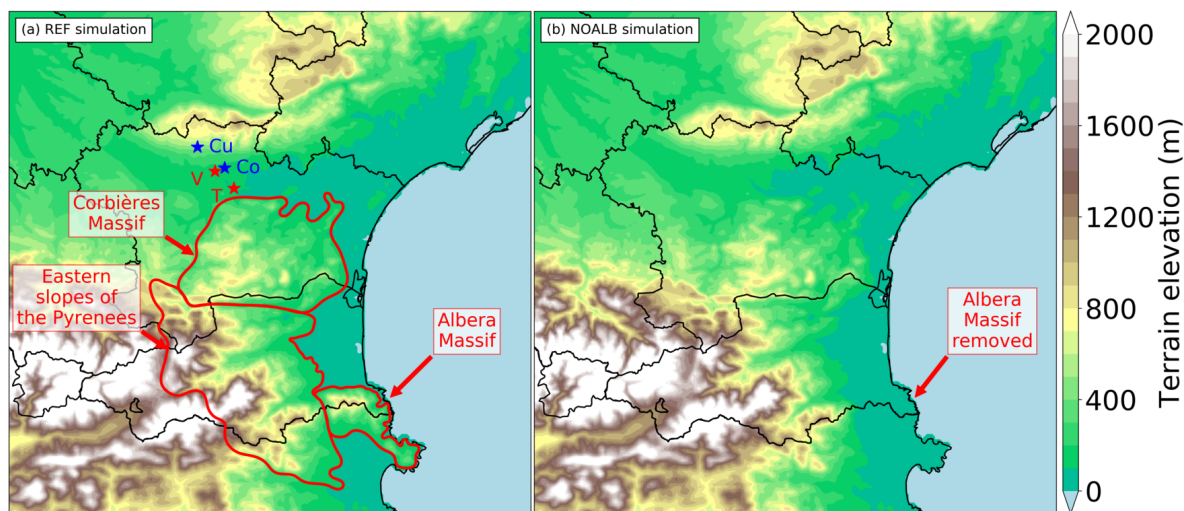 (a) REF simulation
Cu
Co
V
T
Corbières
Massif
Eastern
slopes of
the Pyrenees
Albera
Massif
(b) NOALB simulation
Albera
Massif
removed
2000
1600
1200
800
400
0
Terrain elevation (m)